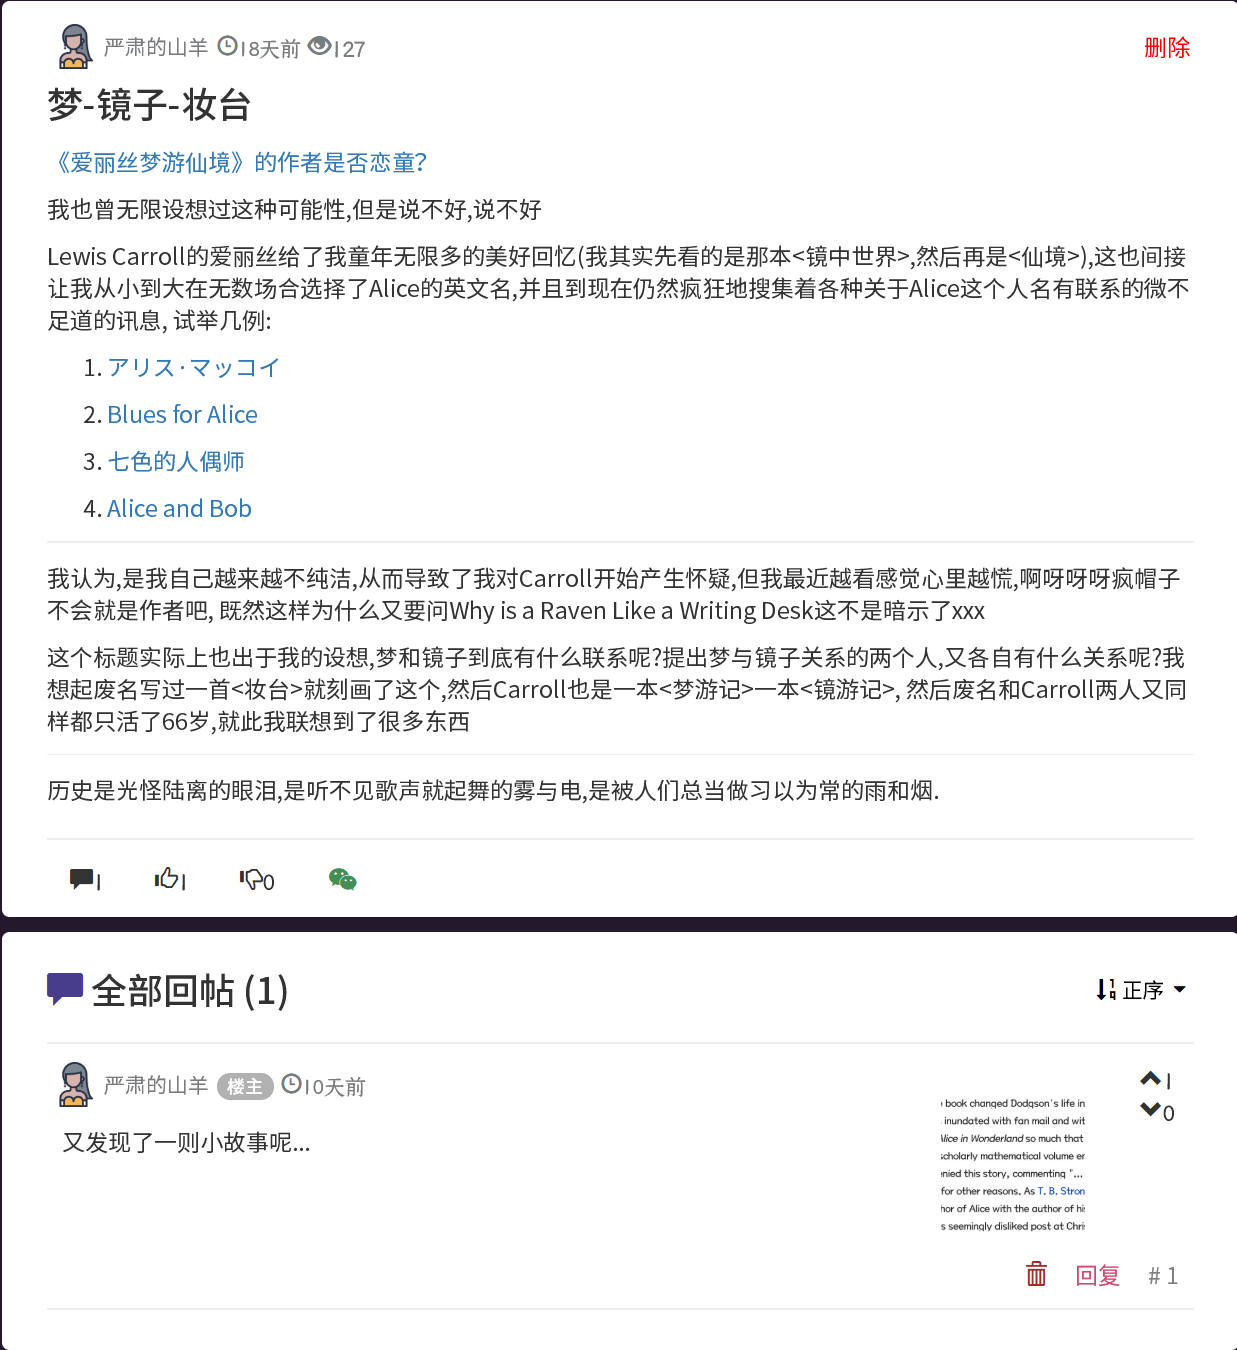 严肃的山羊 18天前 127
删除
梦-镜子-妆台
《爱丽丝梦游仙境》的作者是否恋童？
我也曾无限设想过这种可能性,但是说不好,说不好
Lewis Carroll的爱丽丝给了我童年无限多的美好回忆(我其实先看的是那本<镜中世界>,然后再是<仙境>),这也间接
让我从小到大在无数场合选择了Alice的英文名,并且到现在仍然疯狂地搜集着各种关于Alice这个人名有联系的微不
足道的讯息, 试举几例:
1. アリス·マッコイ
2. Blues for Alice
3. 七色的人偶师
4. Alice and Bob
我认为,是我自己越来越不纯洁,从而导致了我对Carroll开始产生怀疑,但我最近越看感觉心里越慌,啊呀呀呀疯帽子
不会就是作者吧, 既然这样为什么又要问Why is a Raven Like a Writing Desk这不是暗示了xxx
这个标题实际上也出于我的设想,梦和镜子到底有什么联系呢?提出梦与镜子关系的两个人,又各自有什么关系呢?我
想起废名写过一首<妆台>就刻画了这个,然后Carroll也是一本<梦游记>一本<镜游记>, 然后废名和Carroll两人又同
样都只活了66岁,就此我联想到了很多东西
历史是光怪陆离的眼泪,是听不见歌声就起舞的雾与电,是被人们总当做习以为常的雨和烟.
1 1 0
全部回帖 (1)
正序
严肃的山羊 楼主 10天前
1
0
又发现了一则小故事呢...
book changed Dodgson's life in
inundated with fan mail and wit
Alice in Wonderland so much that
scholarly mathematical volume er
enied this story, commenting "...
for other reasons. As T. B. Stron
hor of Alice with the author of hi
s seemingly disliked post at Chri
回复 # 1